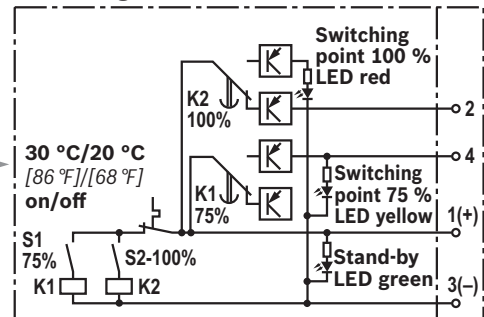 Switching
point 100 %
LED red
K2
100%
2
30 °C/20 °C
[86 °F]/[68 °F]
on/off
4
K1
75%
Switching
point 75 %
LED yellow
1(+)
S1
75%
S2-100%
Stand-by
LED green
K1
K2
3(–)